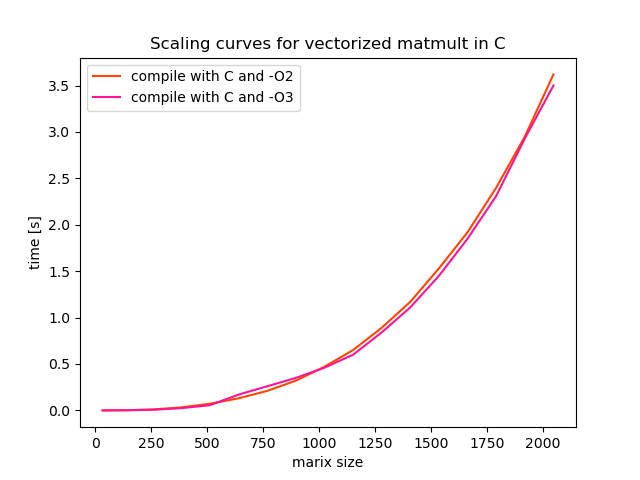 Scaling curves for vectorized matmult in C
compile with C and -O2
compile with C and -O3
time [s]
3.5
3.0
2.5
2.0
1.5
1.0
0.5
0.0
0 250 500 750 1000 1250 1500 1750 2000
marix size